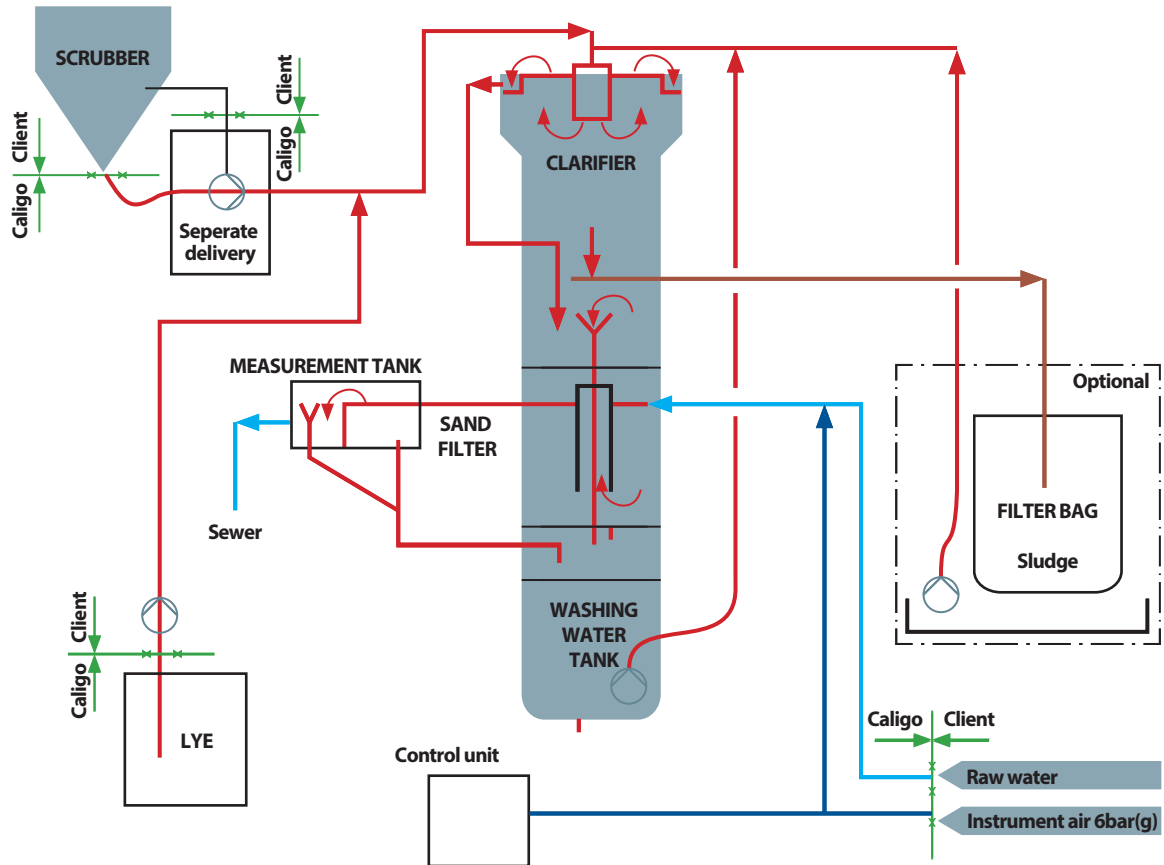 SCRUBBER
Client
Caligo
Client
Caligo
Seperate
delivery
CLARIFIER
MEASUREMENT TANK
SAND
FILTER
Sewer
Optional
FILTER BAG
Sludge
WASHING
WATER
TANK
Client
Caligo
LYE
Control unit
Caligo
Client
Raw water
Instrument air 6bar(g)